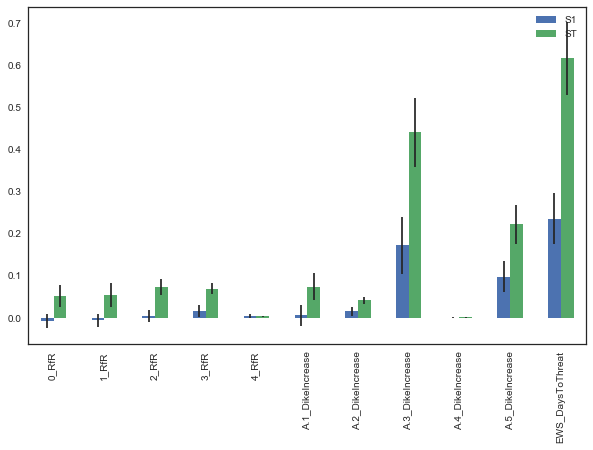 0.7
0.6
0.5
0.4
0.3
0.2
0.1
0.0
S1
ST
0_RfR
1_RfR
2_RfR
3_RfR
4_RfR
A.1_DikeIncrease
A.2_DikeIncrease
A.3_DikeIncrease
A.4_DikeIncrease
A.5_DikeIncrease
EWS_DaysToThreat